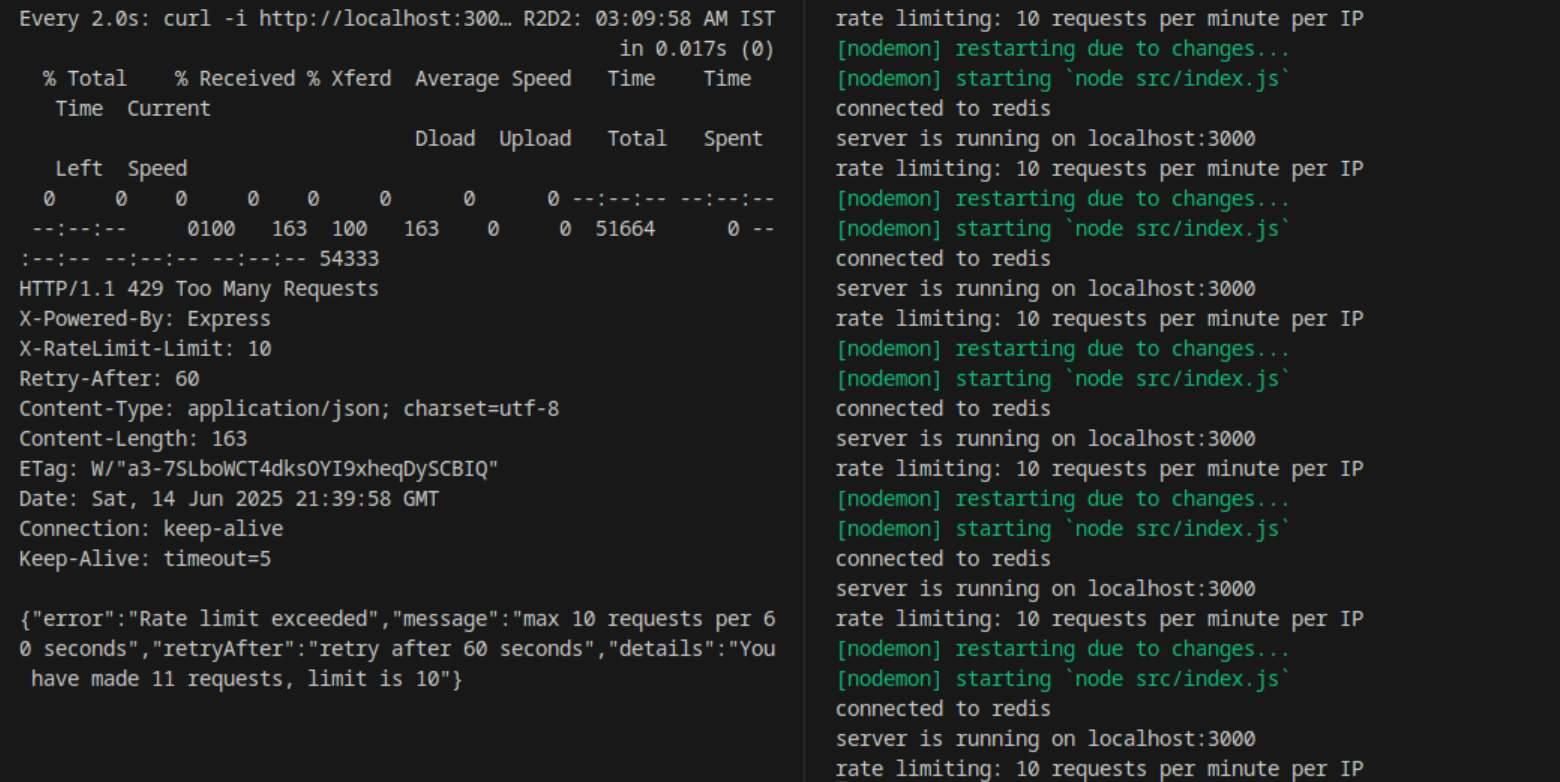 Every 2.0s: curl -i http://localhost:300… R2D2: 03:09:58 AM IST
in 0.017s (0)
% Total % Received % Xferd Average Speed Time Time
Time Current
Dload Upload Total Spent
Left Speed
0 0 0 0 0 0 0 0 --:--:-- --:--:--
--:--:-- 0100 163 100 163 0 0 51664 0 --
:--:-- --:--:-- --:--:-- 54333
HTTP/1.1 429 Too Many Requests
X-Powered-By: Express
X-RateLimit-Limit: 10
Retry-After: 60
Content-Type: application/json; charset=utf-8
Content-Length: 163
ETag: W/"a3-7SLboWCT4dksOYI9xheqDySCBIQ"
Date: Sat, 14 Jun 2025 21:39:58 GMT
Connection: keep-alive
Keep-Alive: timeout=5
{"error":"Rate limit exceeded","message":"max 10 requests per 6
0 seconds","retryAfter":"retry after 60 seconds","details":"You
have made 11 requests, limit is 10"}
rate limiting: 10 requests per minute per IP
[nodemon] restarting due to changes...
[nodemon] starting `node src/index.js`
connected to redis
server is running on localhost:3000
rate limiting: 10 requests per minute per IP
[nodemon] restarting due to changes...
[nodemon] starting `node src/index.js`
connected to redis
server is running on localhost:3000
rate limiting: 10 requests per minute per IP
[nodemon] restarting due to changes...
[nodemon] starting `node src/index.js`
connected to redis
server is running on localhost:3000
rate limiting: 10 requests per minute per IP
[nodemon] restarting due to changes...
[nodemon] starting `node src/index.js`
connected to redis
server is running on localhost:3000
rate limiting: 10 requests per minute per IP
[nodemon] restarting due to changes...
[nodemon] starting `node src/index.js`
connected to redis
server is running on localhost:3000
rate limiting: 10 requests per minute per IP